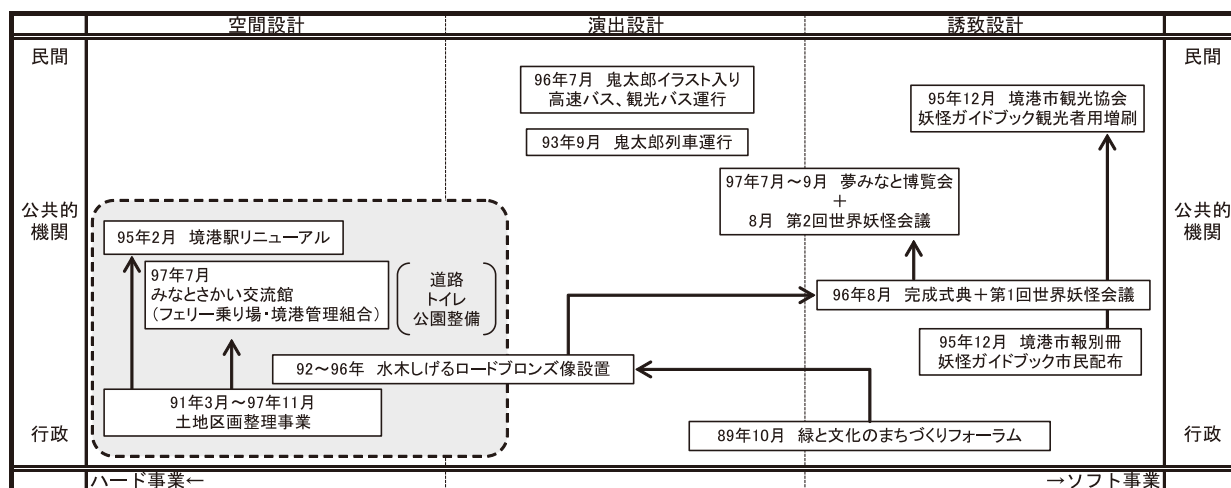 空間設計
演出設計
誘致設計
民間
民間
96年7月 鬼太郎イラスト入り
高速バス、観光バス運行
95年12月 境港市観光協会
妖怪ガイドブック観光者用増刷
93年9月 鬼太郎列車運行
97年7月～9月 夢みなと博覧会
＋
8月 第2回世界妖怪会議
公共的
機関
公共的
機関
95年2月 境港駅リニューアル
97年7月
みなとさかい交流館
（フェリー乗り場・境港管理組合）
道路
トイレ
公園整備
96年8月 完成式典＋第1回世界妖怪会議
95年12月 境港市報別冊
妖怪ガイドブック市民配布
92～96年 水木しげるロードブロンズ像設置
91年3月～97年11月
土地区画整理事業
行政
89年10月 緑と文化のまちづくりフォーラム
行政
ハード事業←
→ソフト事業